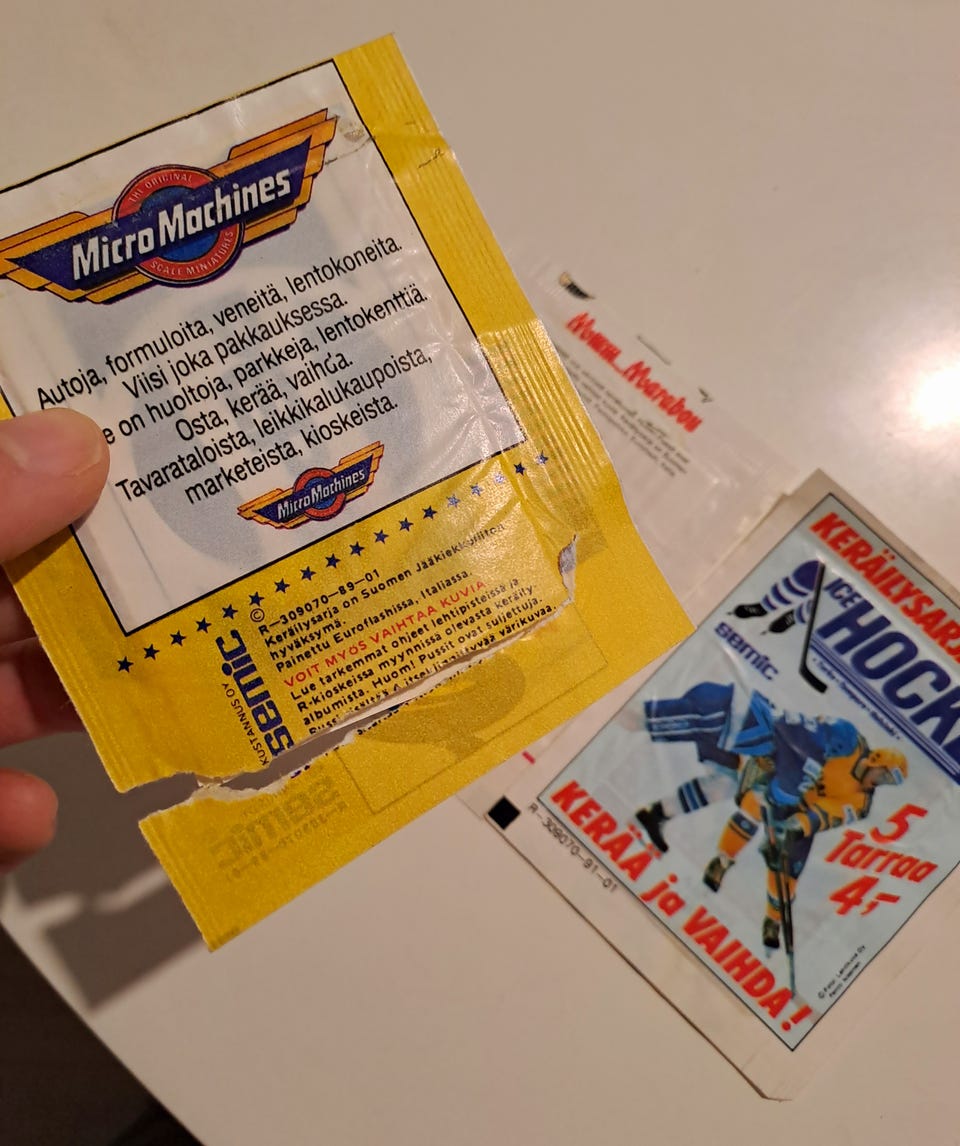 THE ORIGINAL
Micro Machines
SCALE MINIATURES
Autoja, formuloita, veneitä, lentokoneita.
Viisi joka pakkauksessa.
e on huoltoja, parkkeja, lentokenttiä.
Osta, kerää, vaihda.
Tavarataloista, leikkikalukaupoista,
marketeista, kioskeista.
Micro Machines
KUSTANNUS OY
semic
©
R-309070-89-01
Keräilysarja on Suomen Jääkiekkoliiton
hyväksymä.
Painettu Euroflashissa, Italiassa.
VOIT MYÖS VAIHTAA KUVIA
Lue tarkemmat ohjeet lehtipisteissä ja
R-kioskeissa myynnissä olevasta keräily-
albumista. Huom! Pussit ovat suljettuja.
semic
Marabou
KERÄILYSARJ
ICE
HOCKE
semic
5
Tarraa
4,-
KERÄÄ ja VAIHDA!
R-309070-91-01